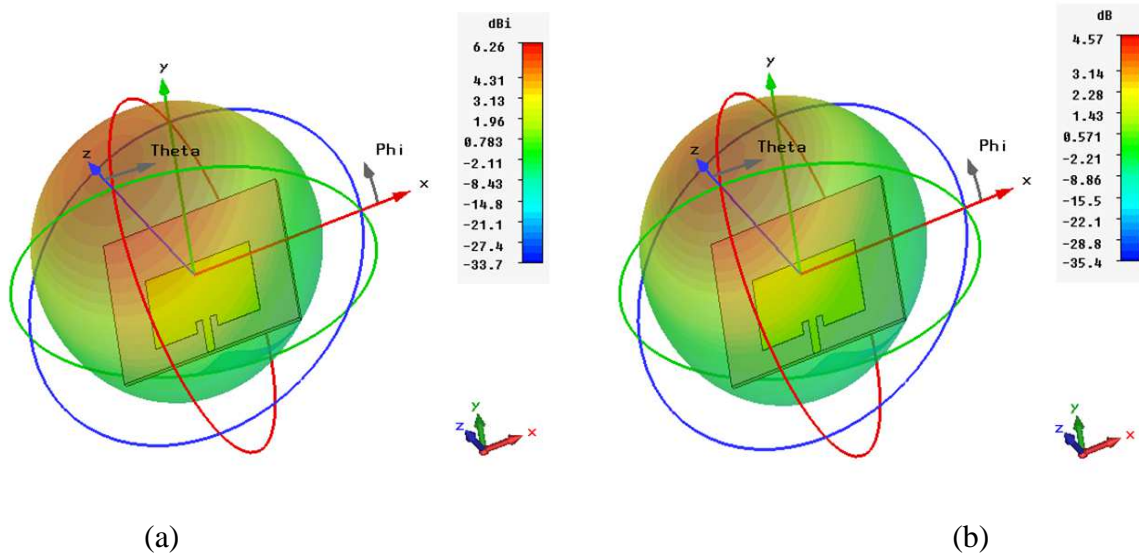 dBi
6.26
4.31
3.13
1.96
0.783
-2.11
-8.43
-14.8
-21.1
-27.4
-33.7
y
z
Theta
Phi
x
y
z
x
(a)
dB
4.57
3.14
2.28
1.43
0.571
-2.21
-8.86
-15.5
-22.1
-28.8
-35.4
y
z
Theta
Phi
x
y
z
x
(b)